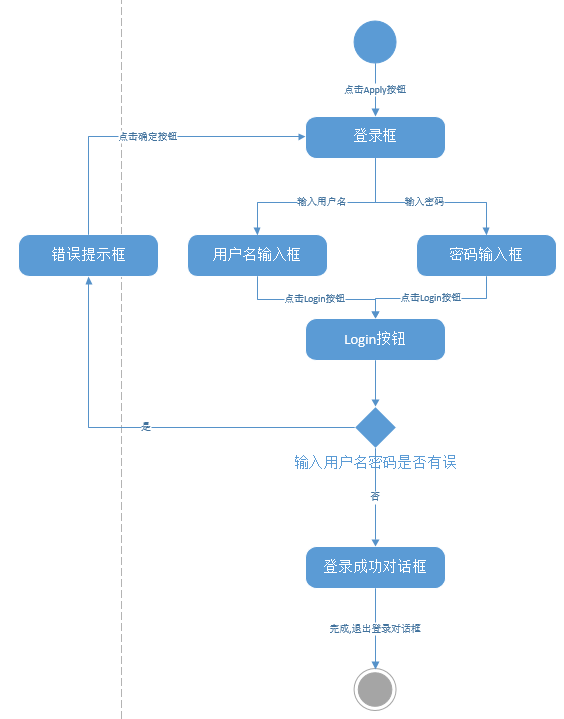 点击Apply按钮
登录框
点击确定按钮
输入用户名
输入密码
错误提示框
用户名输入框
密码输入框
点击Login按钮
点击Login按钮
Login按钮
是
输入用户名密码是否有误
否
登录成功对话框
完成,退出登录对话框